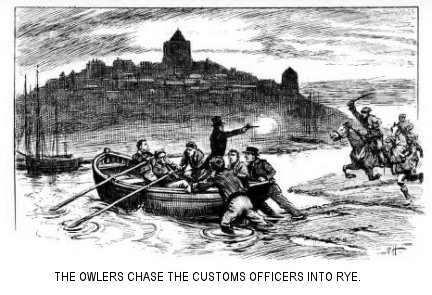 THE OWLERS CHASE THE CUSTOMS OFFICERS INTO RYE.